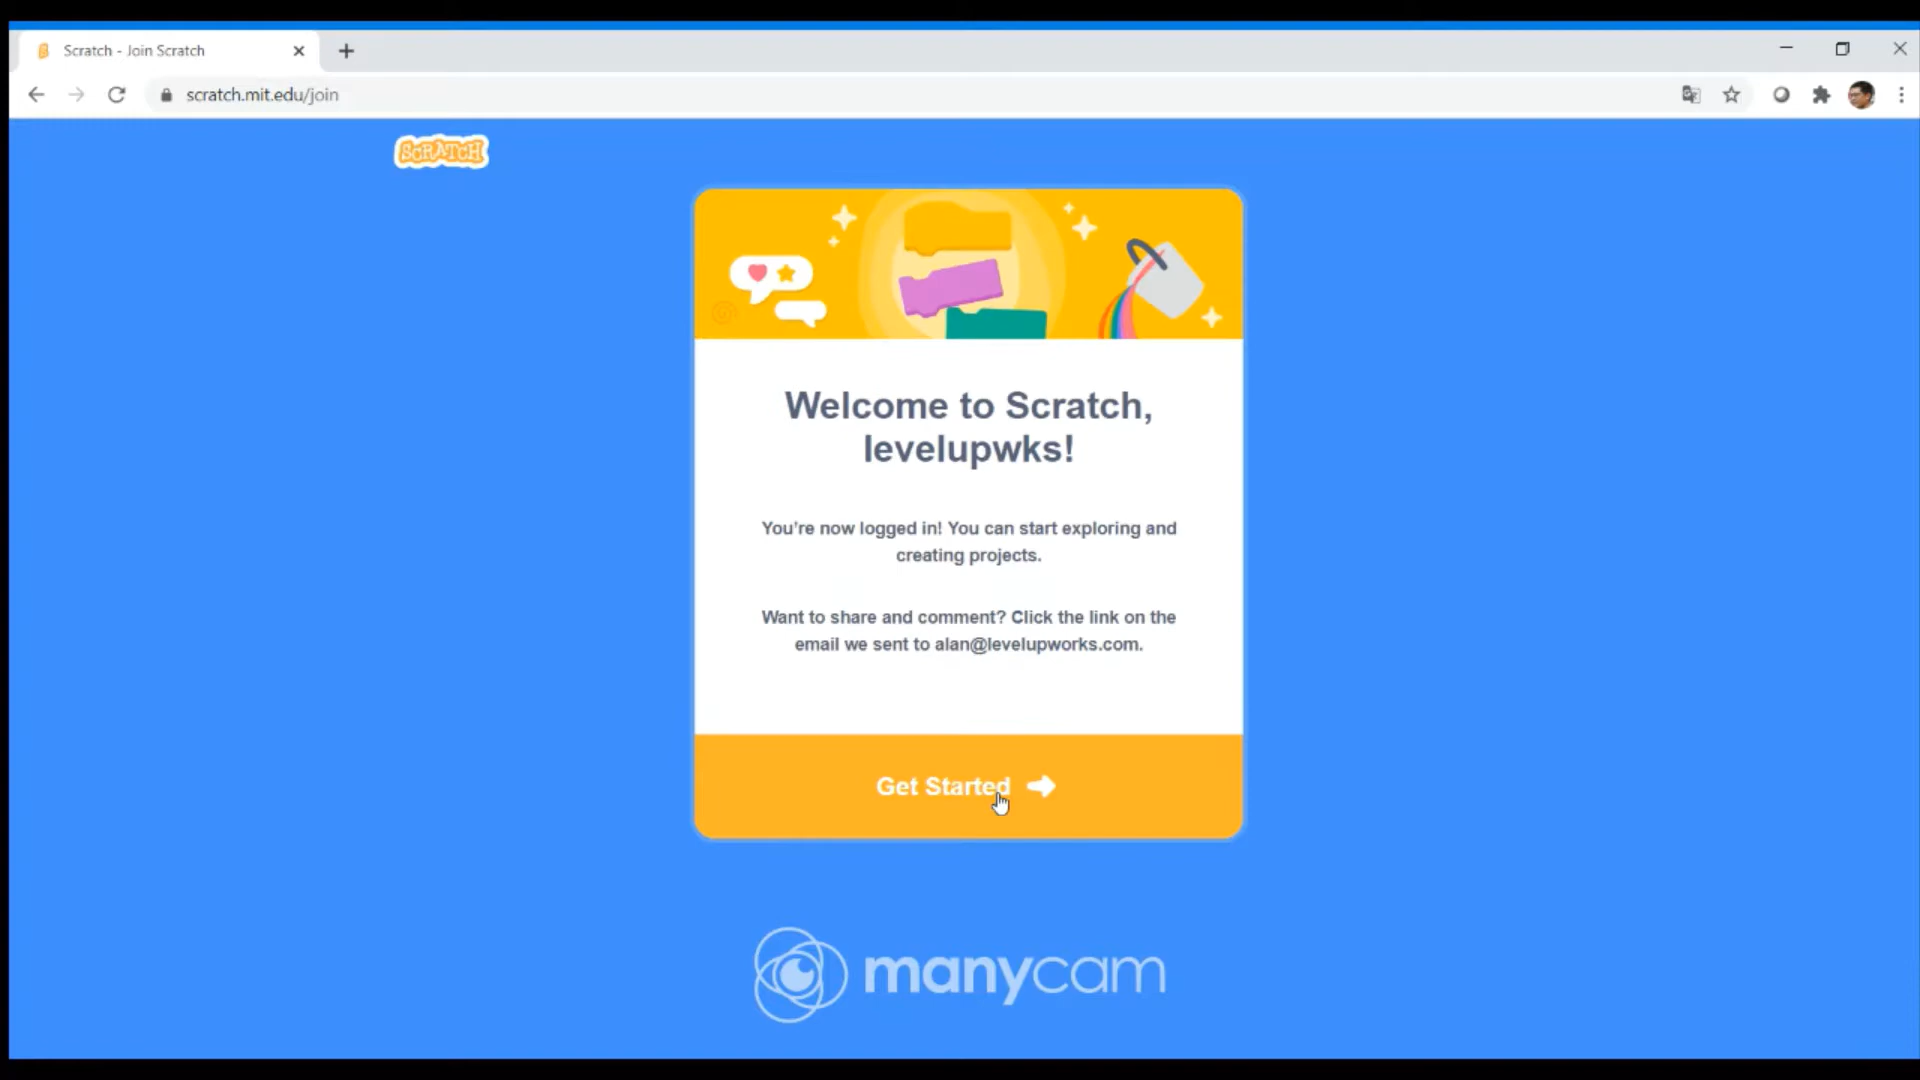 Scratch - Join Scratch
scratch.mit.edu/join
SCRATCH
Welcome to Scratch,
levelupwks!
You're now logged in! You can start exploring and
creating projects.
Want to share and comment? Click the link on the
email we sent to alan@levelupworks.com.
Get Started
manycam